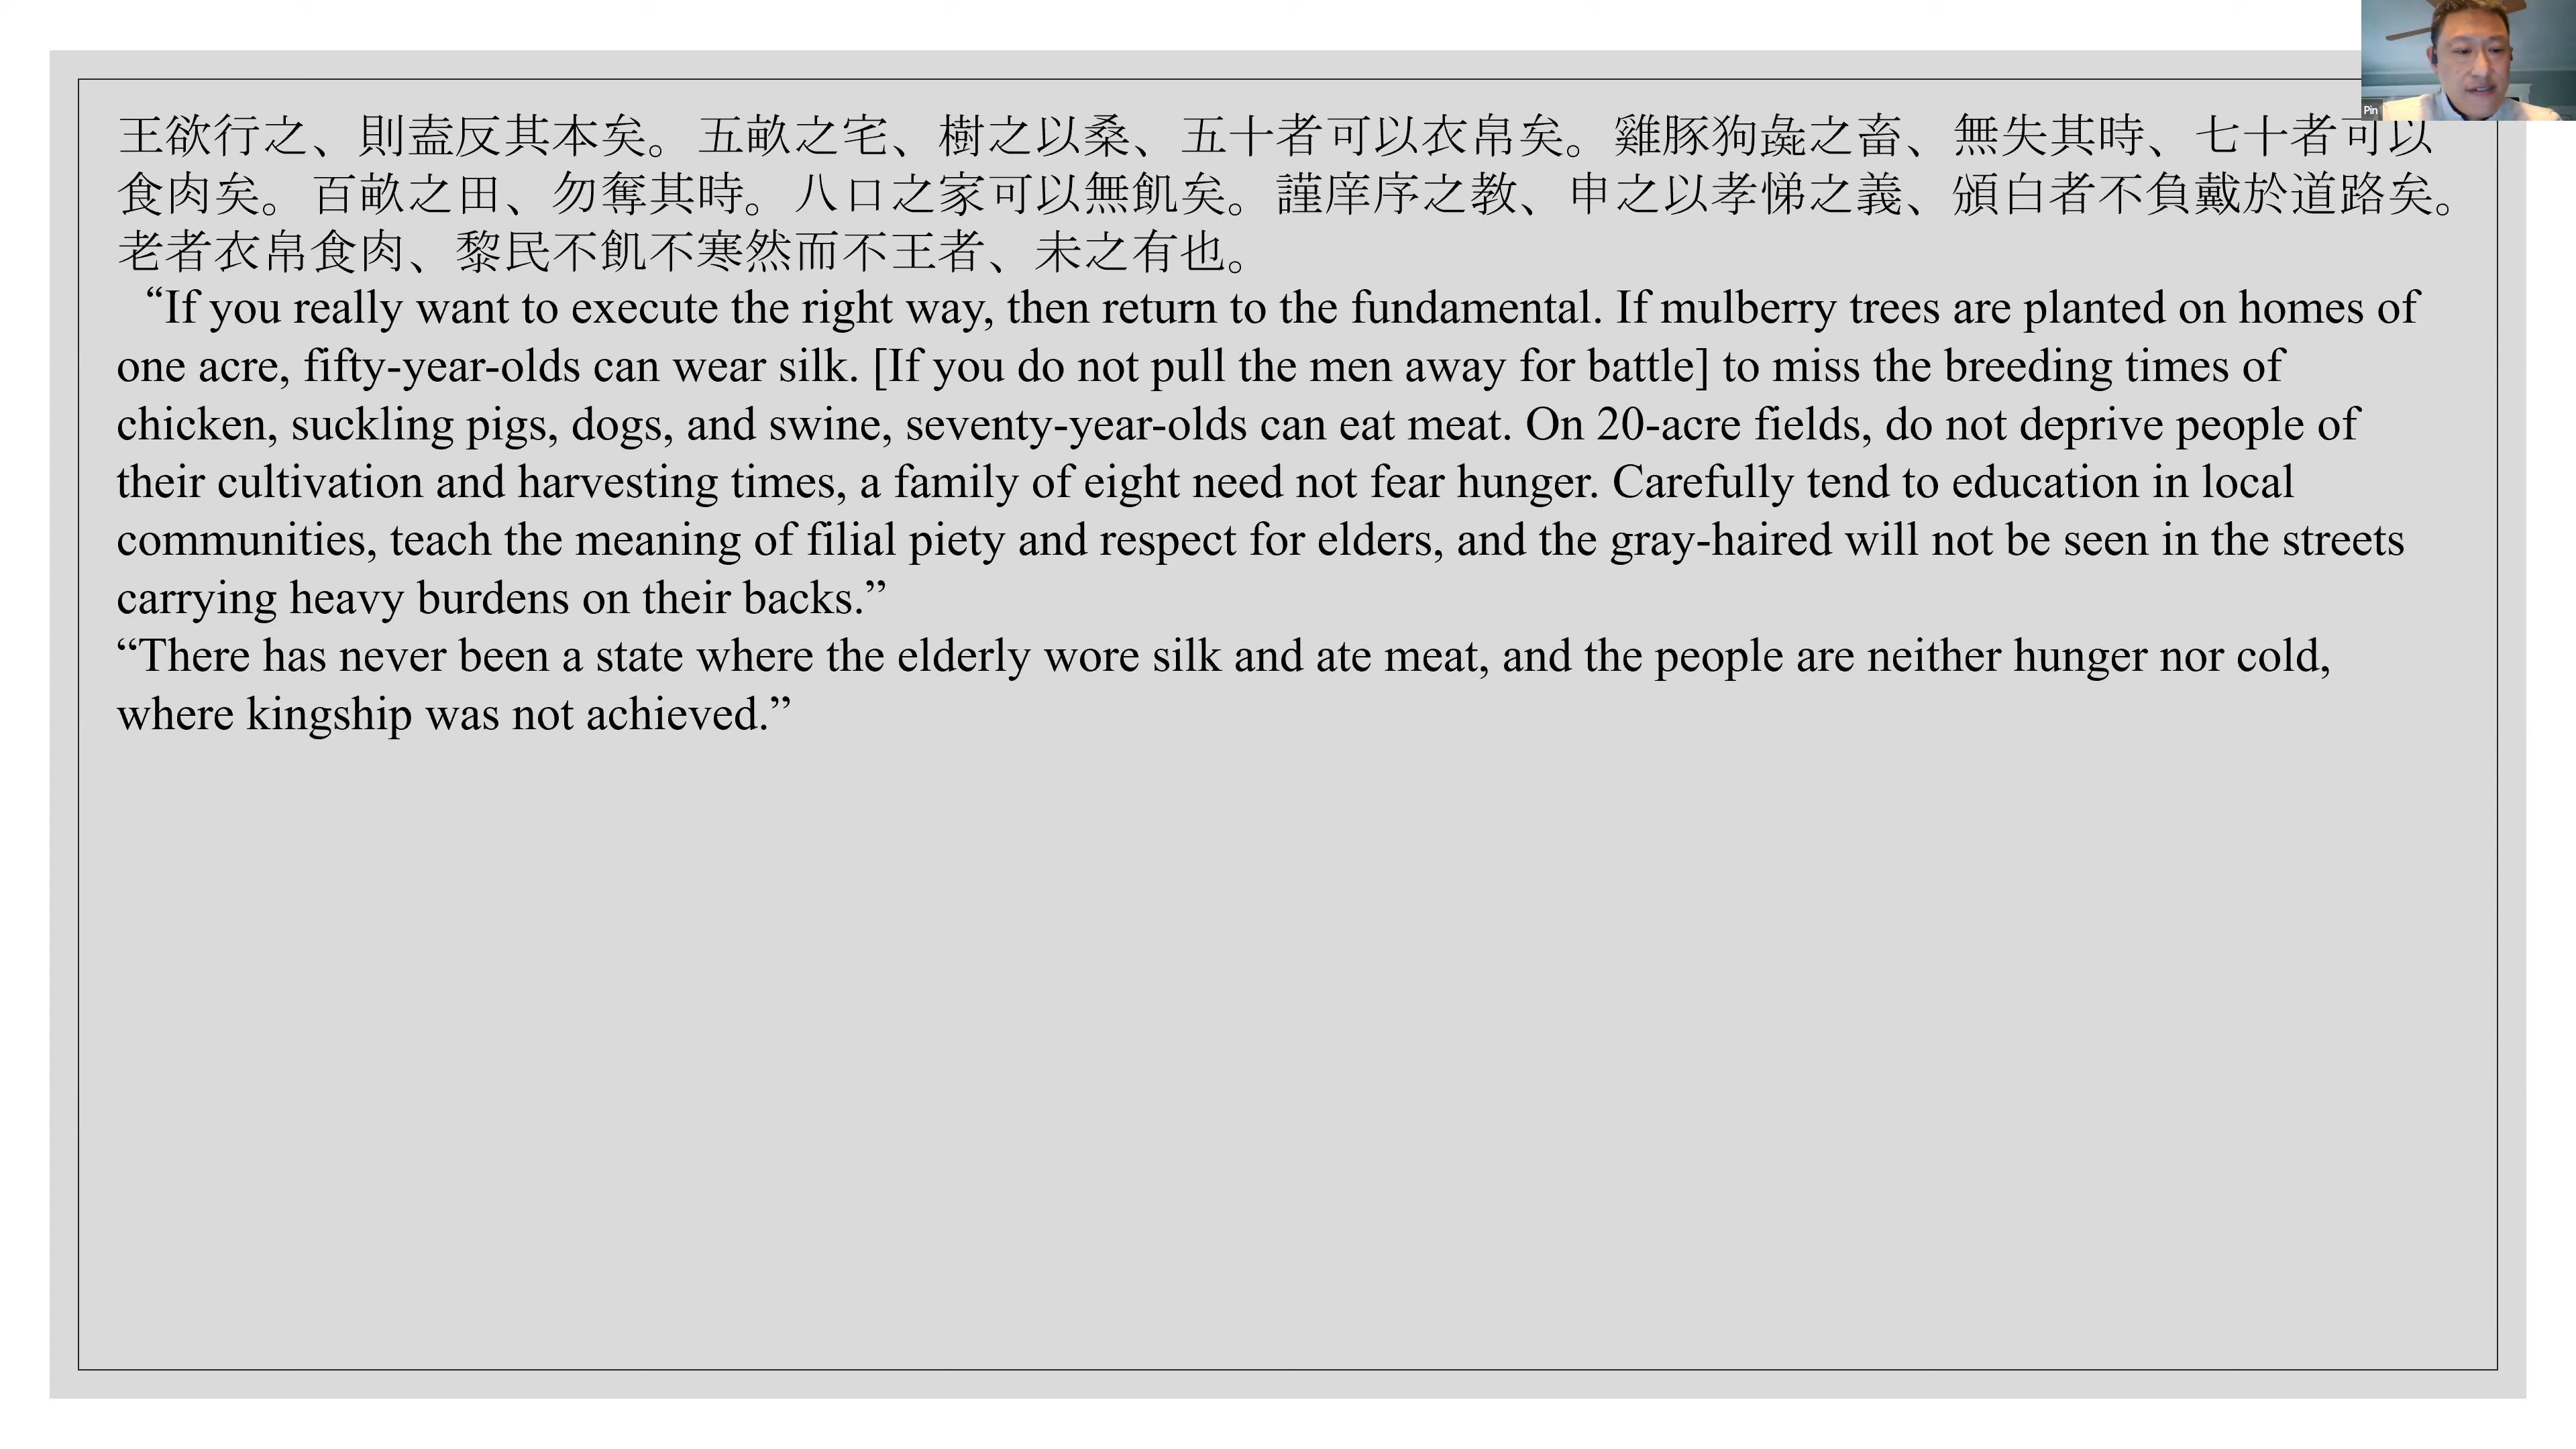 王欲行之、則盍反其本矣。五畝之宅、樹之以桑、五十者可以衣帛矣。雞豚狗彘之畜、無失其時、七十者可以
食肉矣。百畝之田、勿奪其時。八口之家可以無飢矣。謹庠序之教、申之以孝悌之義、頒白者不負戴於道路矣。
老者衣帛食肉、黎民不飢不寒然而不王者、未之有也。
“If you really want to execute the right way, then return to the fundamental. If mulberry trees are planted on homes of
one acre, fifty-year-olds can wear silk. [If you do not pull the men away for battle] to miss the breeding times of
chicken, suckling pigs, dogs, and swine, seventy-year-olds can eat meat. On 20-acre fields, do not deprive people of
their cultivation and harvesting times, a family of eight need not fear hunger. Carefully tend to education in local
communities, teach the meaning of filial piety and respect for elders, and the gray-haired will not be seen in the streets
carrying heavy burdens on their backs.”
“There has never been a state where the elderly wore silk and ate meat, and the people are neither hunger nor cold,
where kingship was not achieved.”
Pin